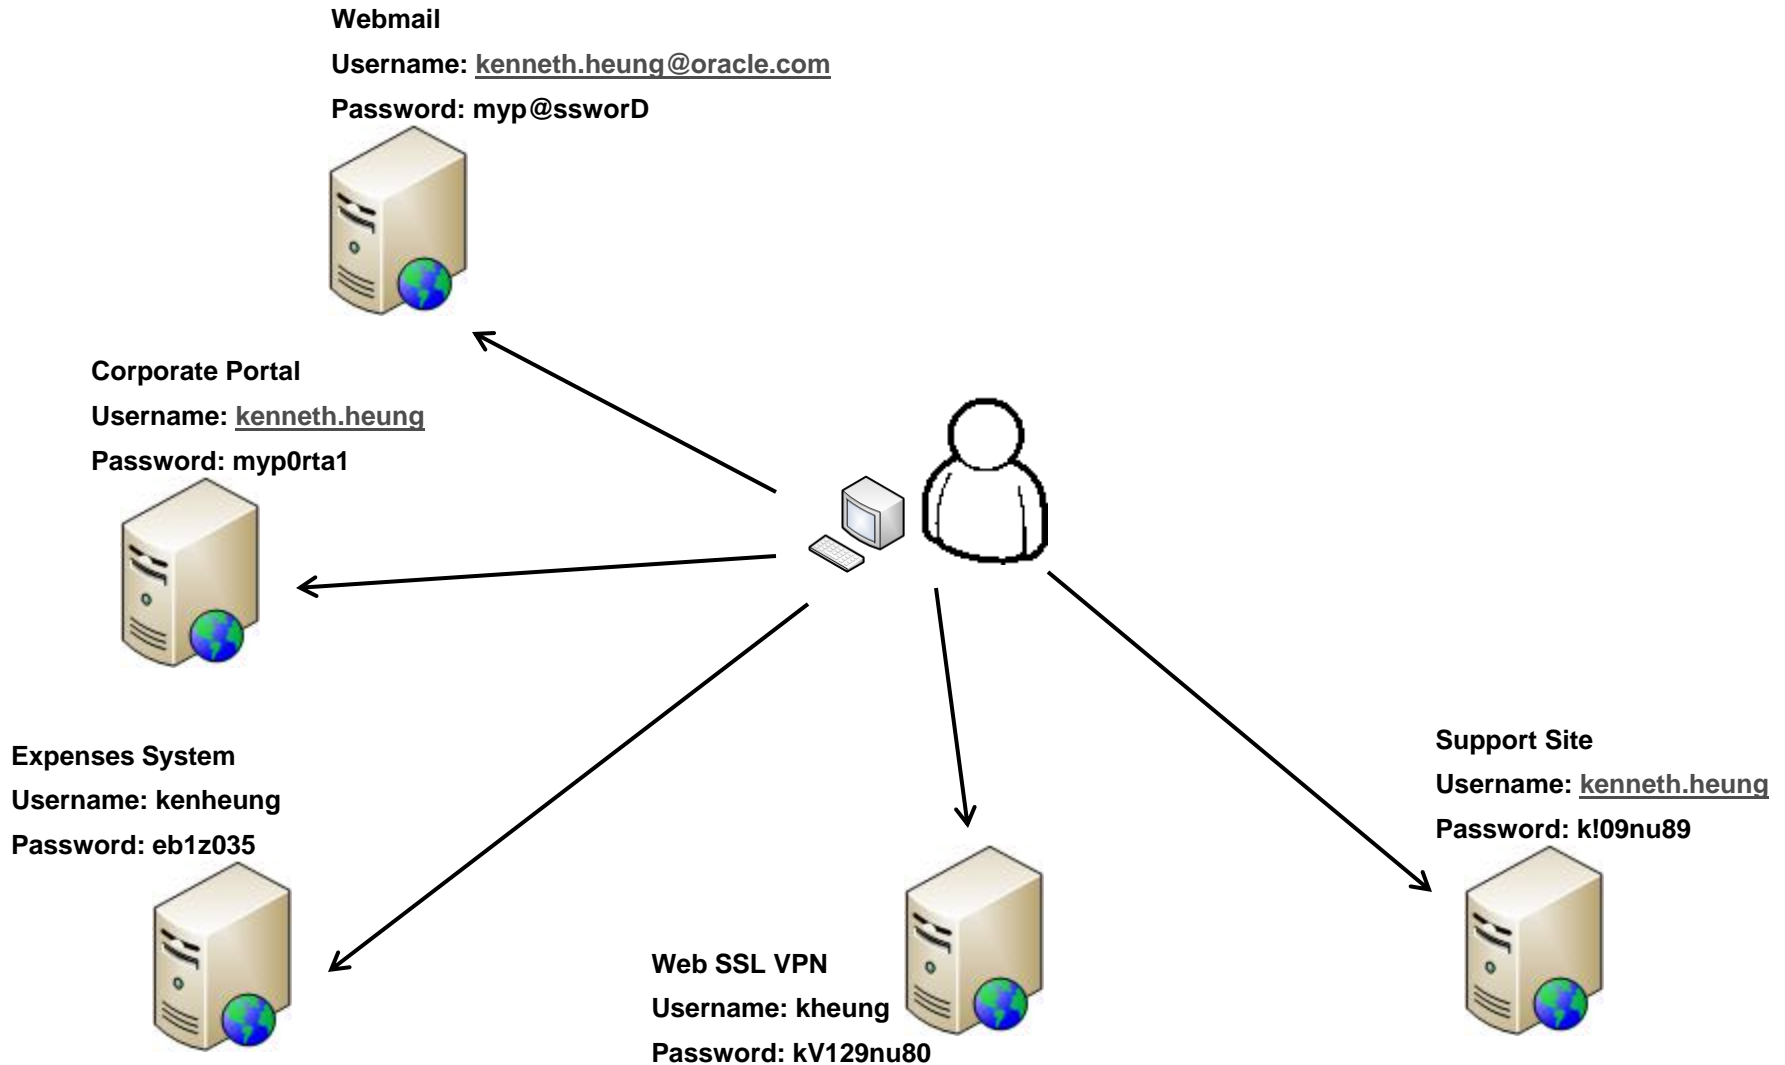 Webmail
Username: kenneth.heung@oracle.com
Password: myp@ssworD
Corporate Portal
Username: kenneth.heung
Password: myp0rta1
Expenses System
Username: kenheung
Password: eb1z035
Web SSL VPN
Username: kheung
Password: kV129nu80
Support Site
Username: kenneth.heung
Password: k!09nu89